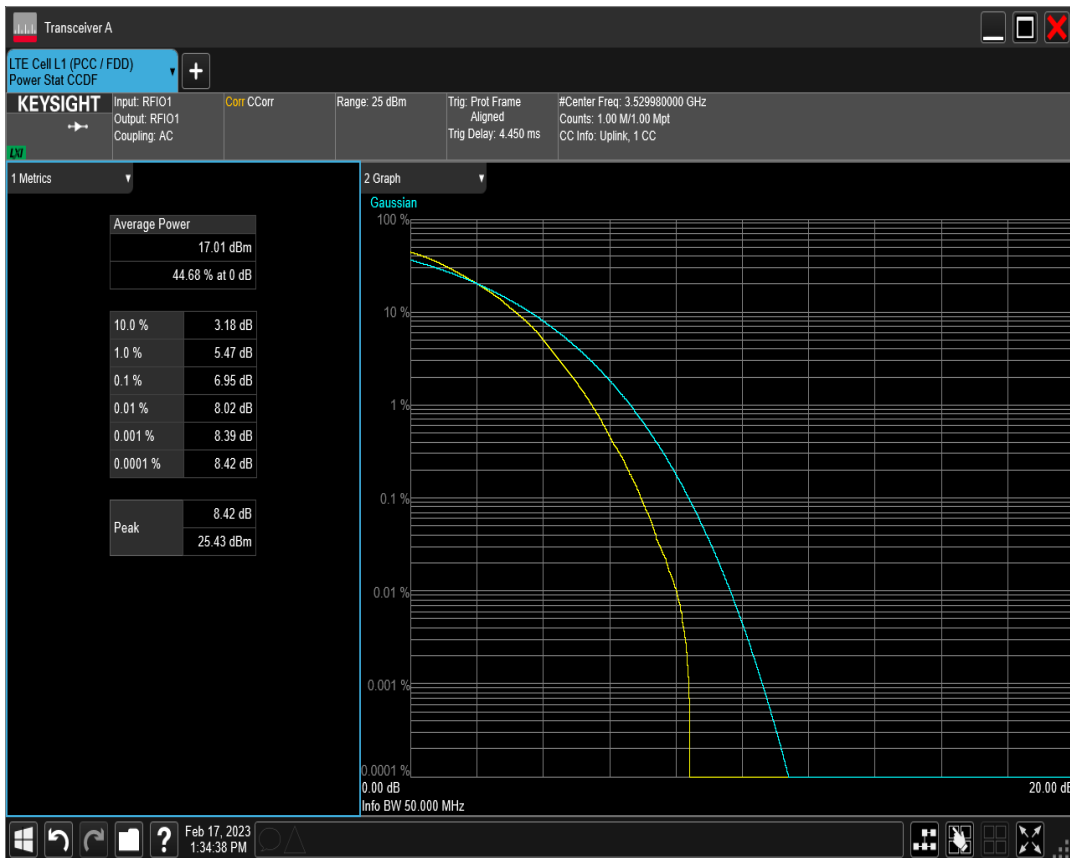 Transceiver A
LTE Cell L1 (PCC / FDD)
Power Stat CCDF
KEYSIGHT
LXI
Input: RFIO1
Output: RFIO1
Coupling: AC
Corr CCorr
Range: 25 dBm
Trig: Prot Frame
Aligned
Trig Delay: 4.450 ms
#Center Freq: 3.529980000 GHz
Counts: 1.00 M/1.00 Mpt
CC Info: Uplink, 1 CC
1 Metrics
Average Power
17.01 dBm
44.68 % at 0 dB
10.0 % 3.18 dB
1.0 % 5.47 dB
0.1 % 6.95 dB
0.01 % 8.02 dB
0.001 % 8.39 dB
0.0001 % 8.42 dB
Peak
8.42 dB
25.43 dBm
2 Graph
Gaussian
100 %
10 %
1 %
0.1 %
0.01 %
0.001 %
0.0001 %
0.00 dB 20.00 dB
Info BW 50.000 MHz
?
Feb 17, 2023
1:34:38 PM